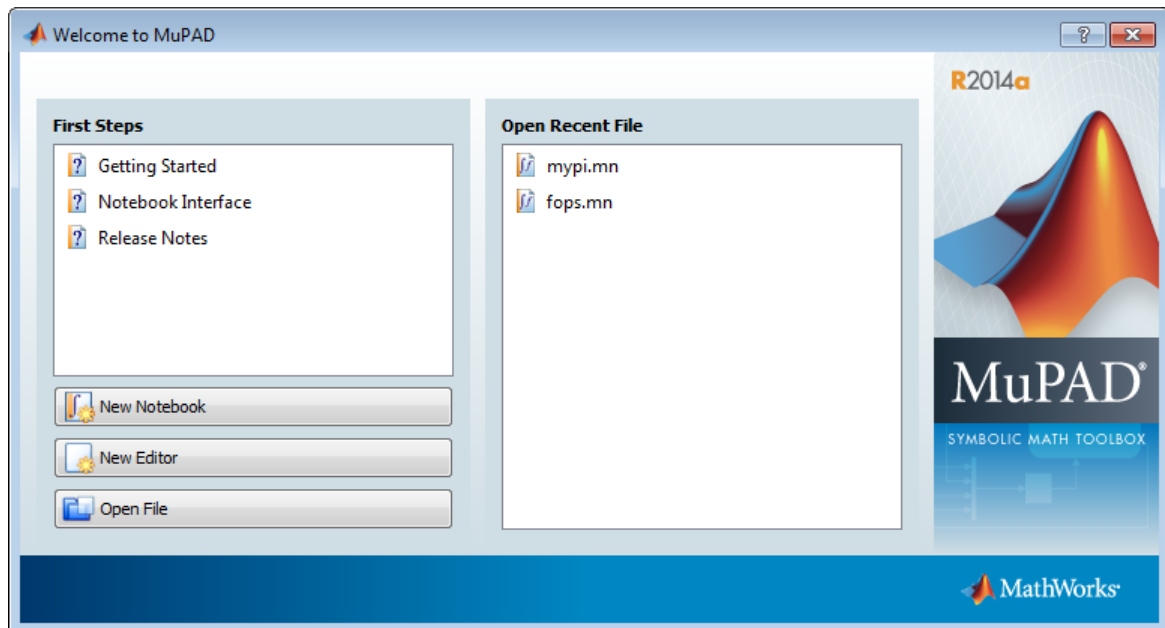 Welcome to MuPAD
First Steps
Getting Started
Notebook Interface
Release Notes
New Notebook
New Editor
Open File
Open Recent File
mypi.mn
fops.mn
R2014a
MuPAD®
SYMBOLIC MATH TOOLBOX
MathWorks®